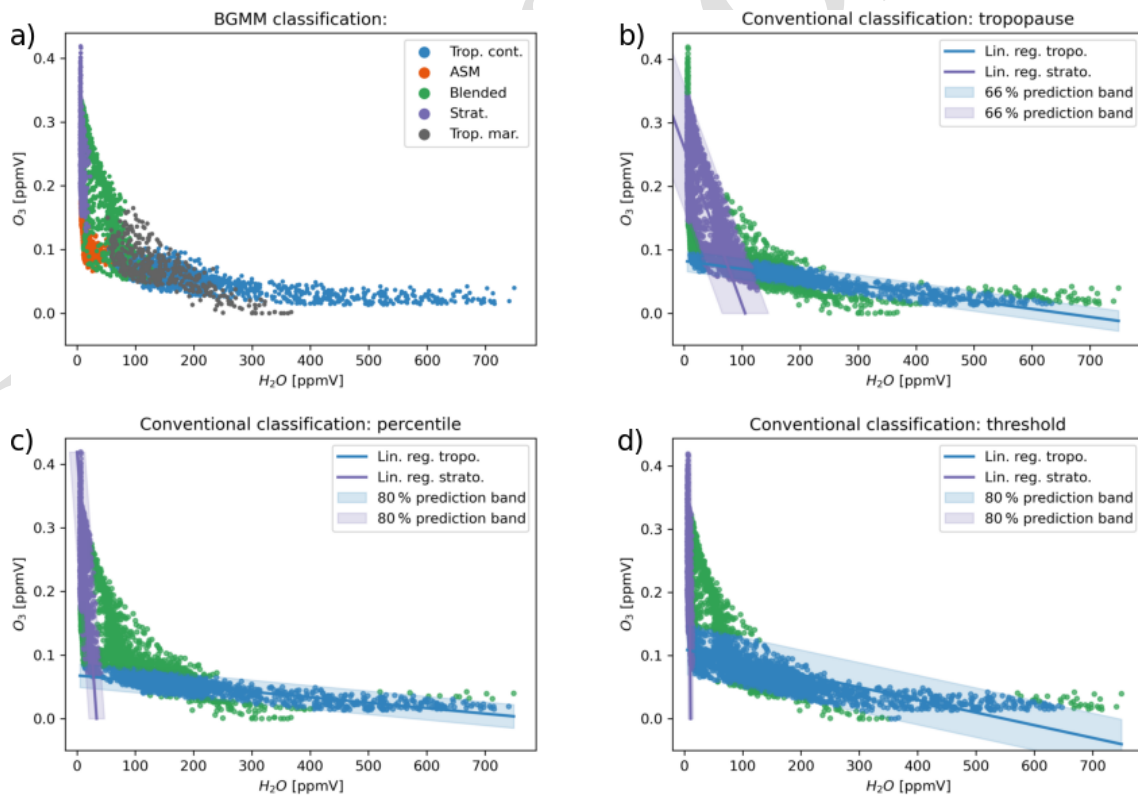 a)
BGMM classification:
Trop. cont.
ASM
Blended
Strat.
Trop. mar.
O3 [ppmV]
0.4
0.3
0.2
0.1
0.0
0 100 200 300 400 500 600 700
H2O [ppmV]
b)
Conventional classification: tropopause
Lin. reg. tropo.
Lin. reg. strato.
66 % prediction band
66 % prediction band
O3 [ppmV]
0.4
0.3
0.2
0.1
0.0
0 100 200 300 400 500 600 700
H2O [ppmV]
c)
Conventional classification: percentile
Lin. reg. tropo.
Lin. reg. strato.
80 % prediction band
80 % prediction band
O3 [ppmV]
0.4
0.3
0.2
0.1
0.0
0 100 200 300 400 500 600 700
H2O [ppmV]
d)
Conventional classification: threshold
Lin. reg. tropo.
Lin. reg. strato.
80 % prediction band
80 % prediction band
O3 [ppmV]
0.4
0.3
0.2
0.1
0.0
0 100 200 300 400 500 600 700
H2O [ppmV]